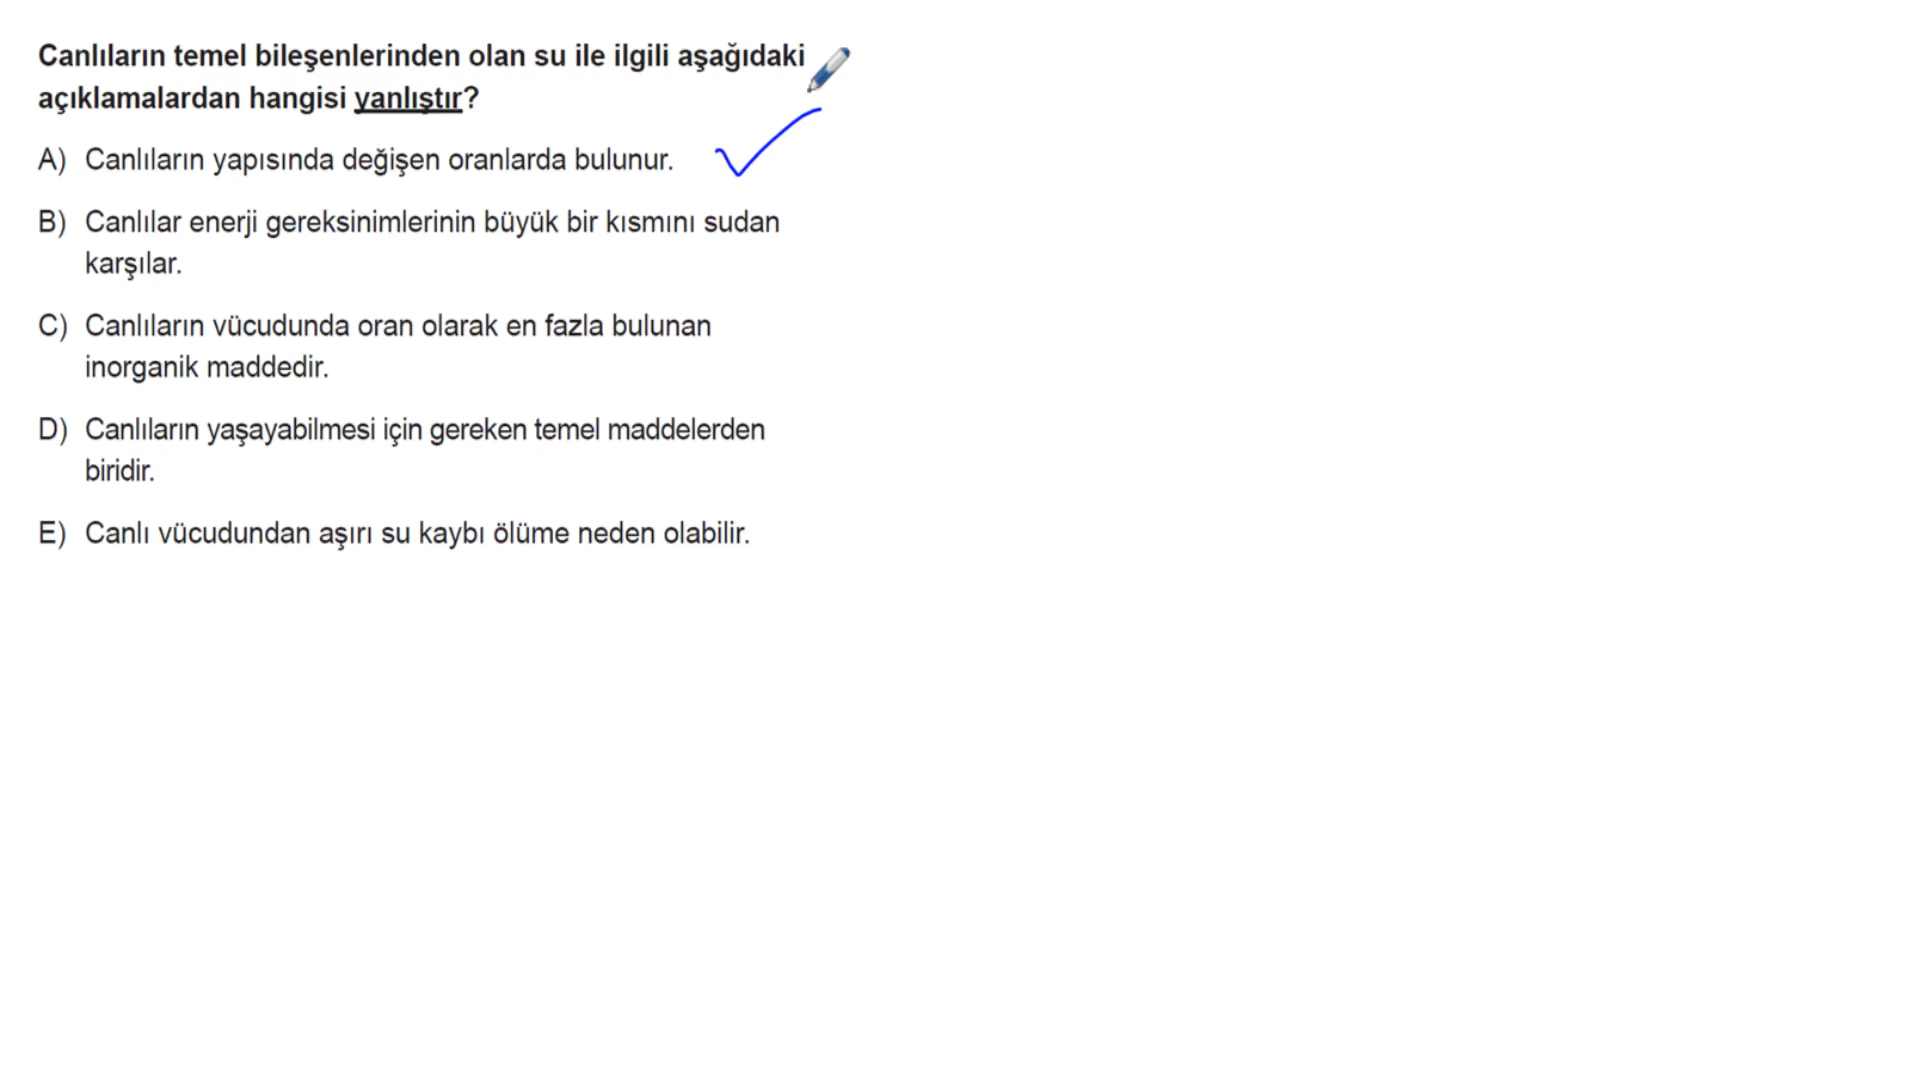 Canlıların temel bileşenlerinden olan su ile ilgili aşağıdaki
açıklamalardan hangisi yanlıştır?
A) Canlıların yapısında değişen oranlarda bulunur.
B) Canlılar enerji gereksinimlerinin büyük bir kısmını sudan
karşılar.
C) Canlıların vücudunda oran olarak en fazla bulunan
inorganik maddedir.
D) Canlıların yaşayabilmesi için gereken temel maddelerden
biridir.
E) Canlı vücudundan aşırı su kaybı ölüme neden olabilir.